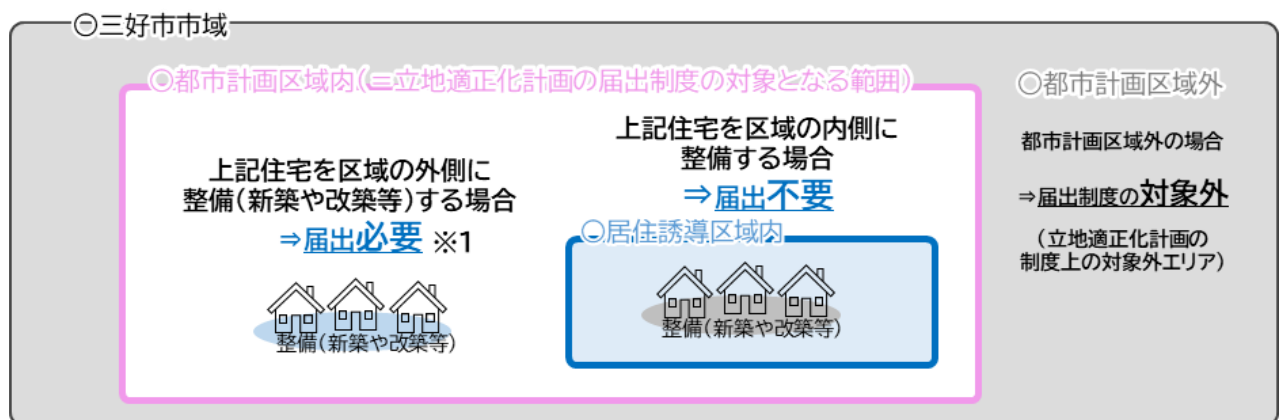 ○三好市市域
○都市計画区域内(=立地適正化計画の届出制度の対象となる範囲)
上記住宅を区域の外側に
整備(新築や改築等)する場合
⇒届出必要 ※1
整備(新築や改築等)
上記住宅を区域の内側に
整備する場合
⇒届出不要
○居住誘導区域内
整備(新築や改築等)
○都市計画区域外
都市計画区域外の場合
⇒届出制度の対象外
(立地適正化計画の
制度上の対象外エリア)